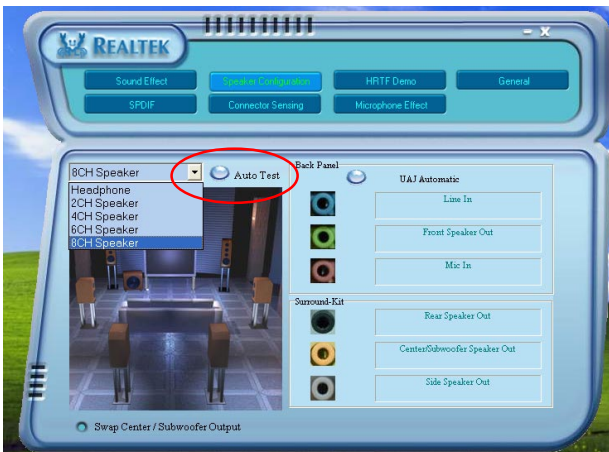 REALTEK
- x
Sound Effect
Speaker Configuration
HRTF Demo
General
SPDIF
Connector Sensing
Microphone Effect
8CH Speaker
Auto Test
Headphone
2CH Speaker
4CH Speaker
6CH Speaker
8CH Speaker
Back Panel
UAJ Automatic
Line In
Front Speaker Out
Mic In
Surround-Kit
Rear Speaker Out
Center/Subwoofer Speaker Out
Side Speaker Out
Swap Center / Subwoofer Output